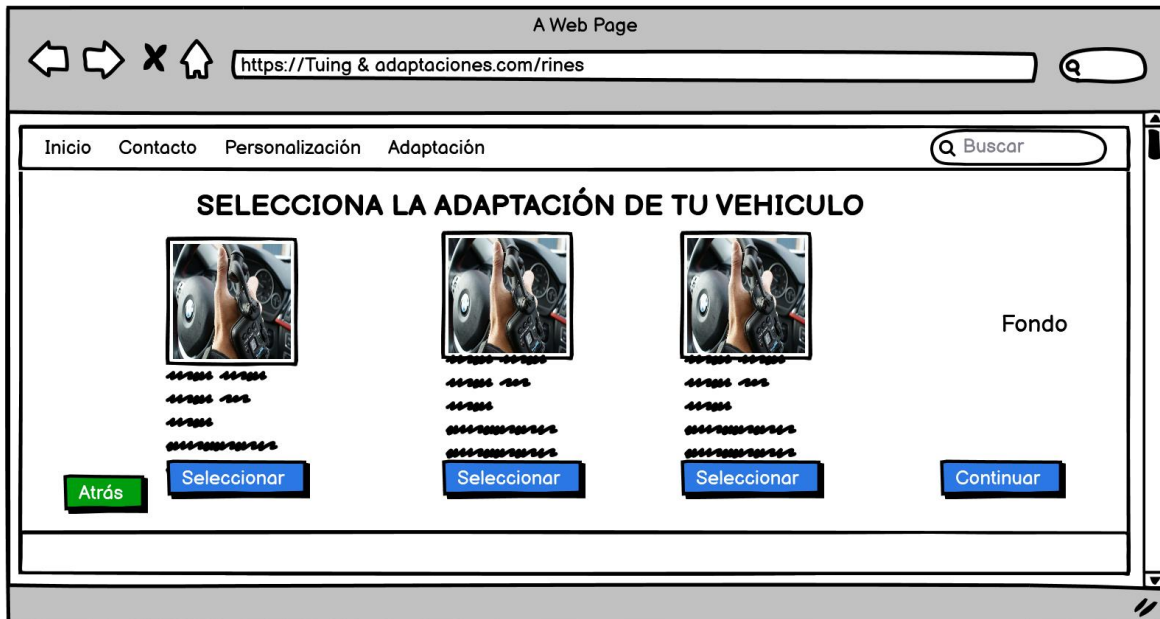 A Web Page
https://Tuing & adaptaciones.com/rines
Inicio Contacto Personalización Adaptación Buscar
SELECCIONA LA ADAPTACIÓN DE TU VEHICULO
Fondo
Atrás Seleccionar Seleccionar Seleccionar Continuar